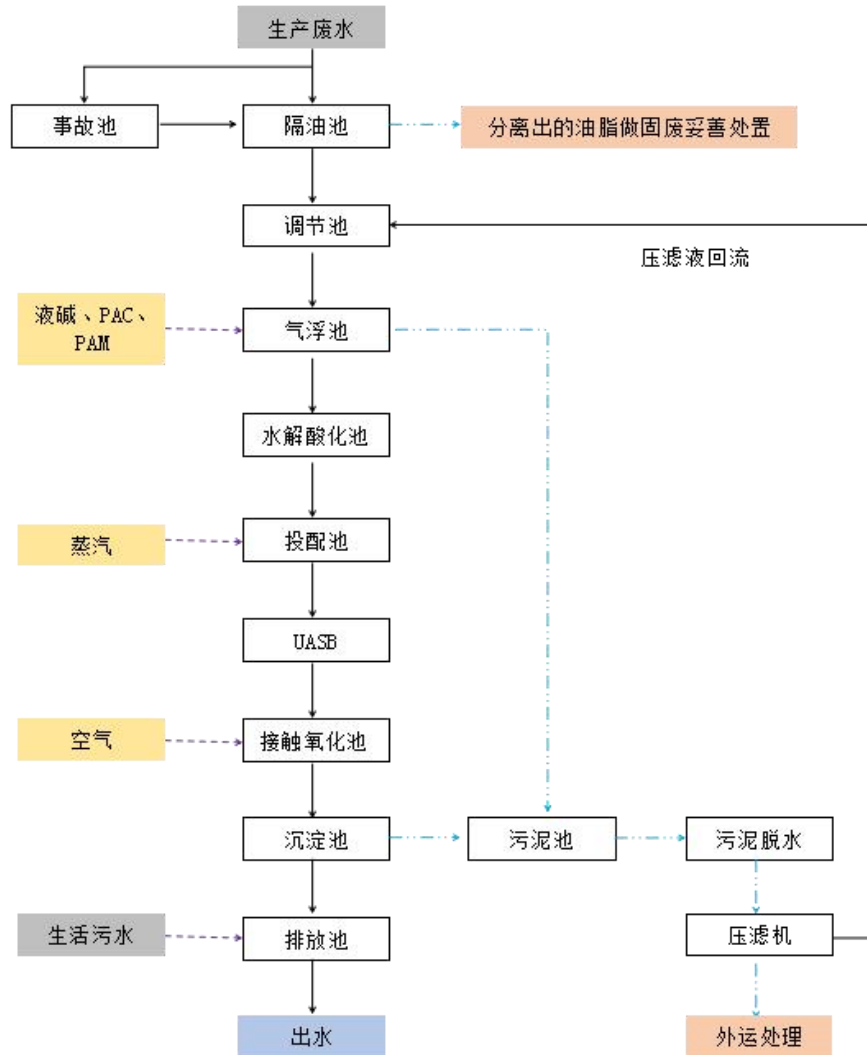 生产废水
事故池
隔油池
分离出的油脂做固废妥善处置
调节池
压滤液回流
液碱、PAC、
PAM
气浮池
水解酸化池
蒸汽
投配池
UASB
空气
接触氧化池
沉淀池
污泥池
污泥脱水
生活污水
排放池
压滤机
出水
外运处理